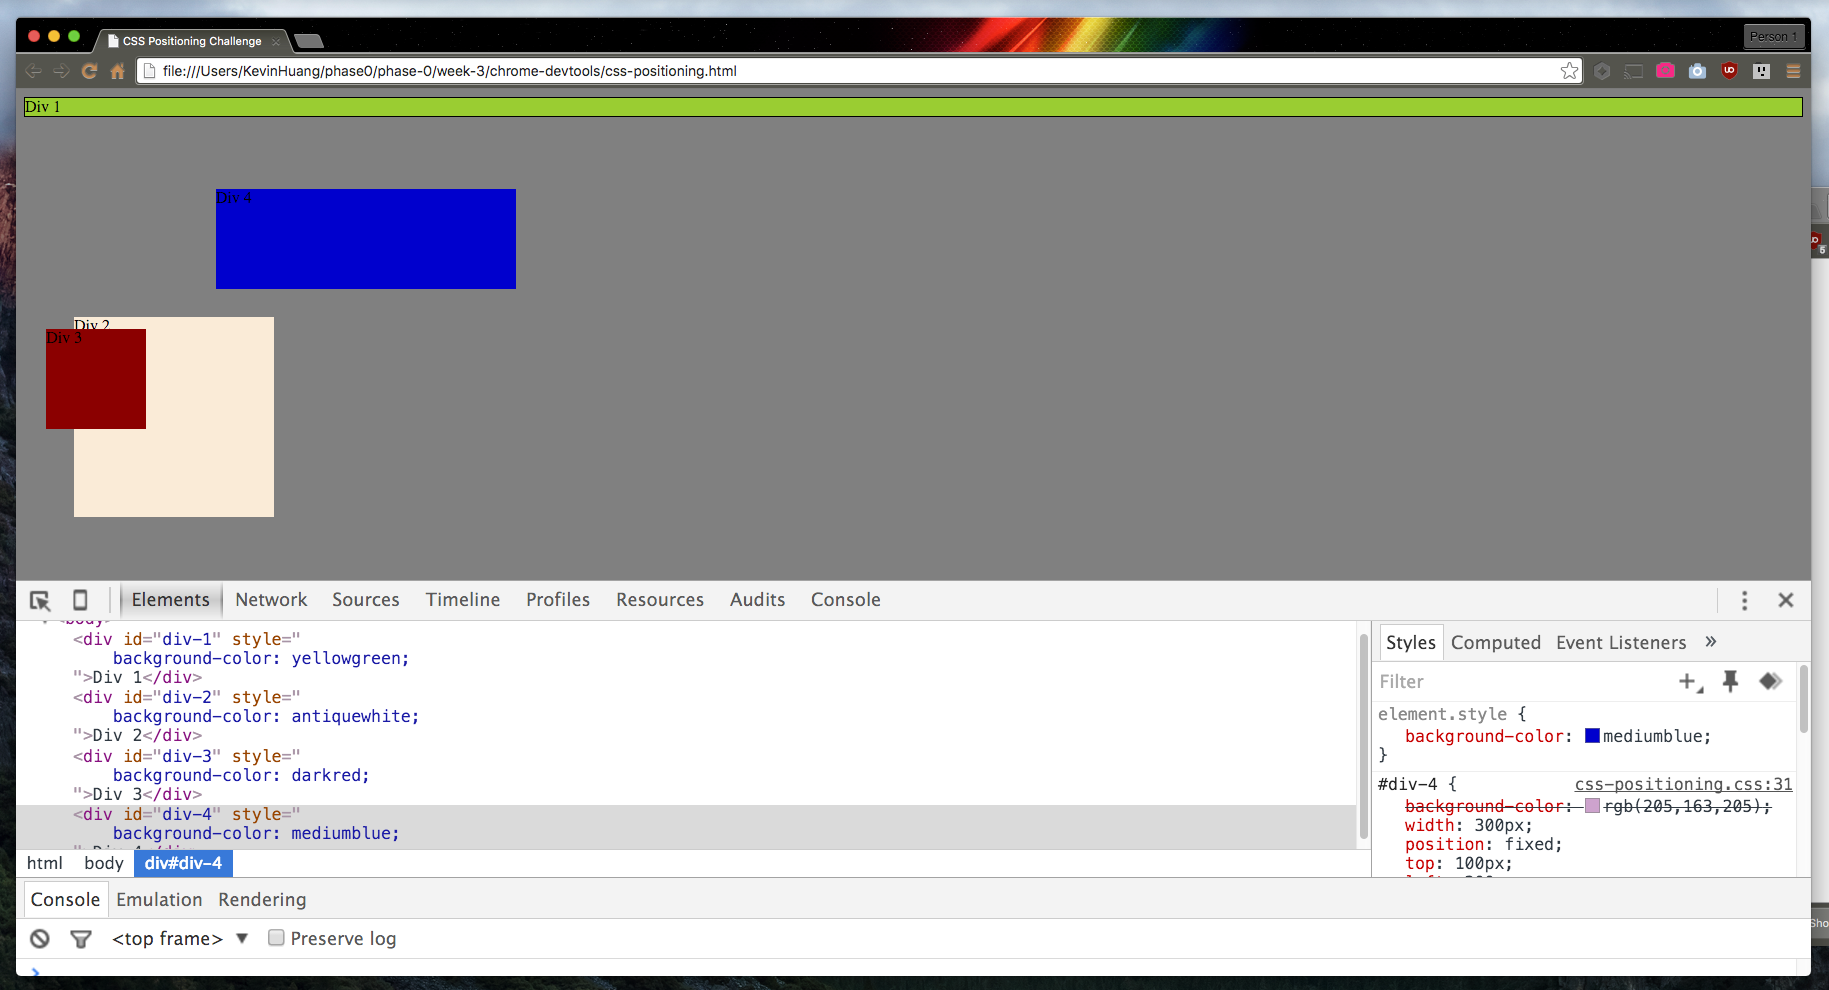 CSS Positioning Challenge
Person 1
file:///Users/KevinHuang/phase0/phase-0/week-3/chrome-devtools/css-positioning.html
Div 1
Div 4
Div 2
Div 3
Elements Network Sources Timeline Profiles Resources Audits Console
<body>
<div id="div-1" style="
background-color: yellowgreen;
">Div 1</div>
<div id="div-2" style="
background-color: antiquewhite;
">Div 2</div>
<div id="div-3" style="
background-color: darkred;
">Div 3</div>
<div id="div-4" style="
background-color: mediumblue;
">Div 4</div>
html body div#div-4
Styles Computed Event Listeners »
Filter
element.style {
background-color: mediumblue;
}
#div-4 { css-positioning.css:31
background-color: rgb(205,163,205);
width: 300px;
position: fixed;
top: 100px;
Console Emulation Rendering
<top frame> ▼ Preserve log
>
Sho